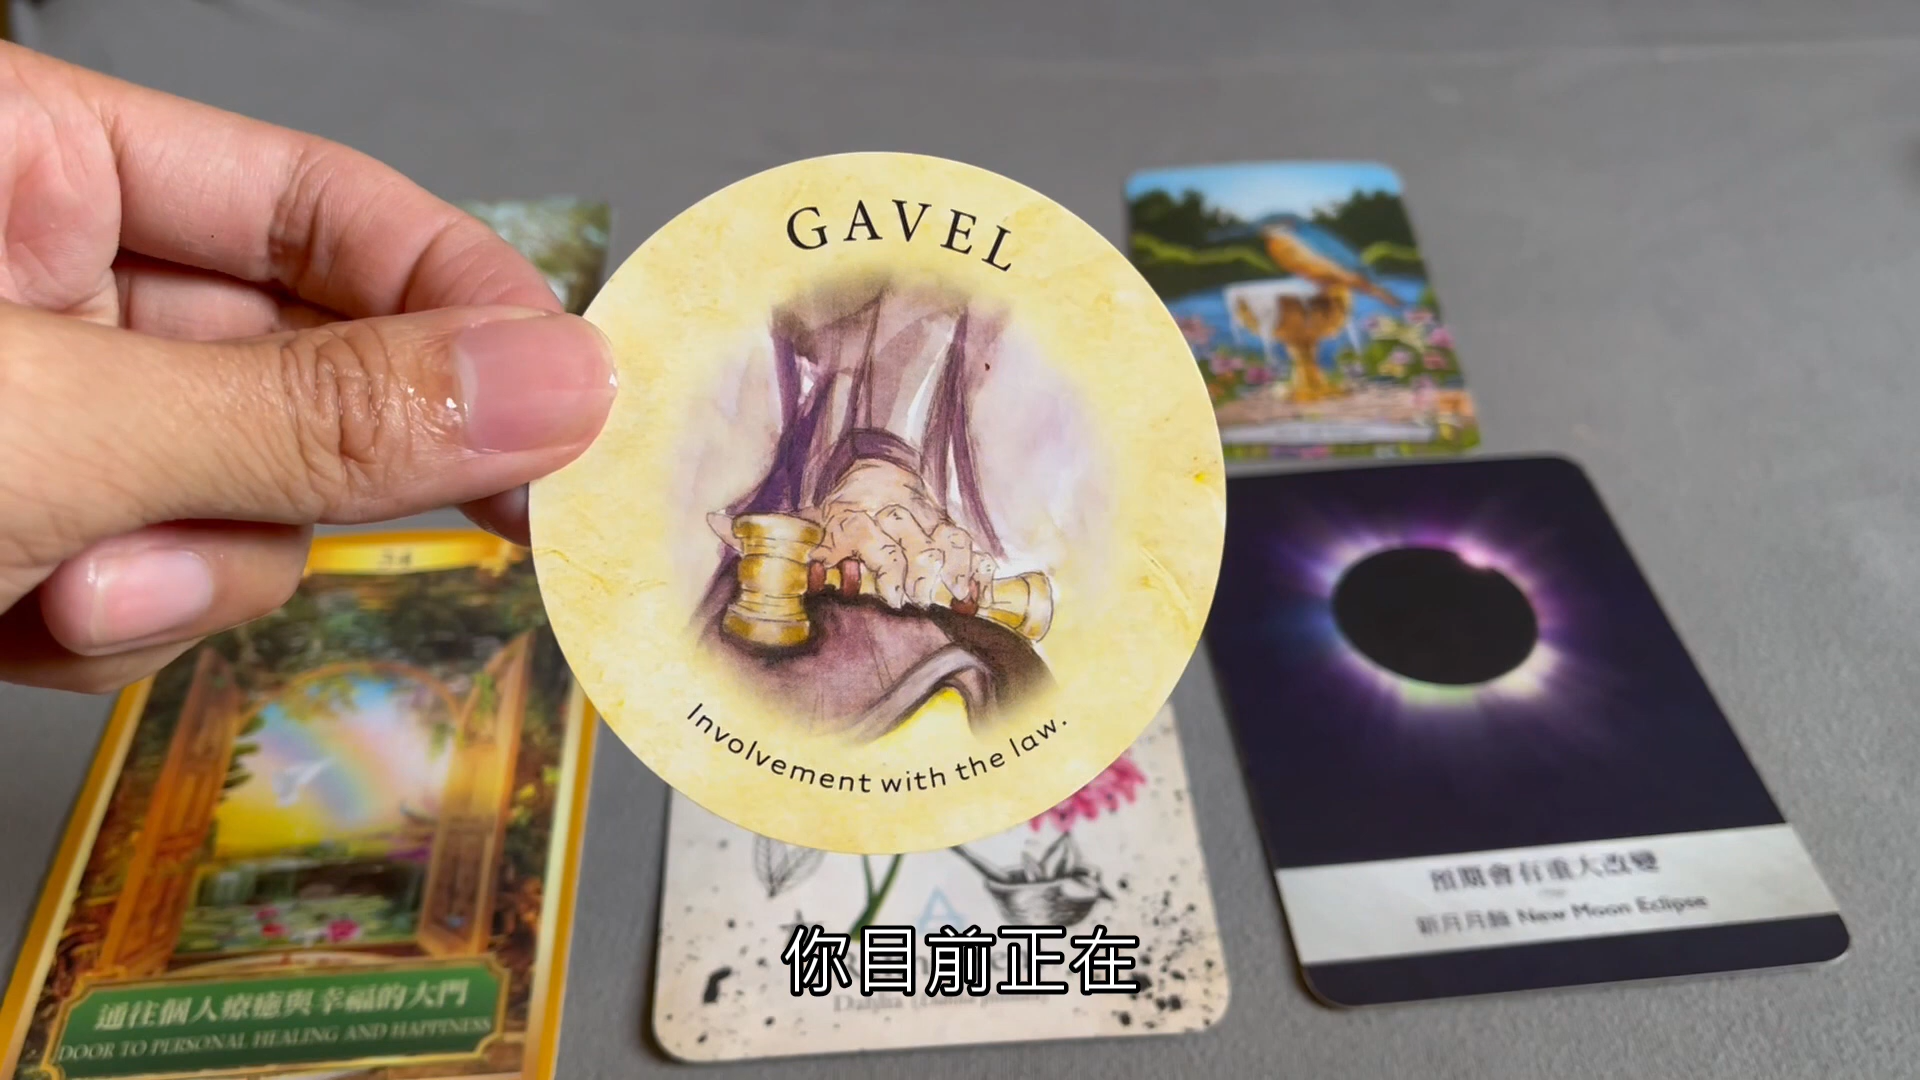 GAVEL
Involvement with the law.
34
通往個人療癒與幸福的大門
DOOR TO PERSONAL HEALING AND HAPPINESS
預期會有重大改變
新月月蝕 New Moon Eclipse
你目前正在
Dahlia